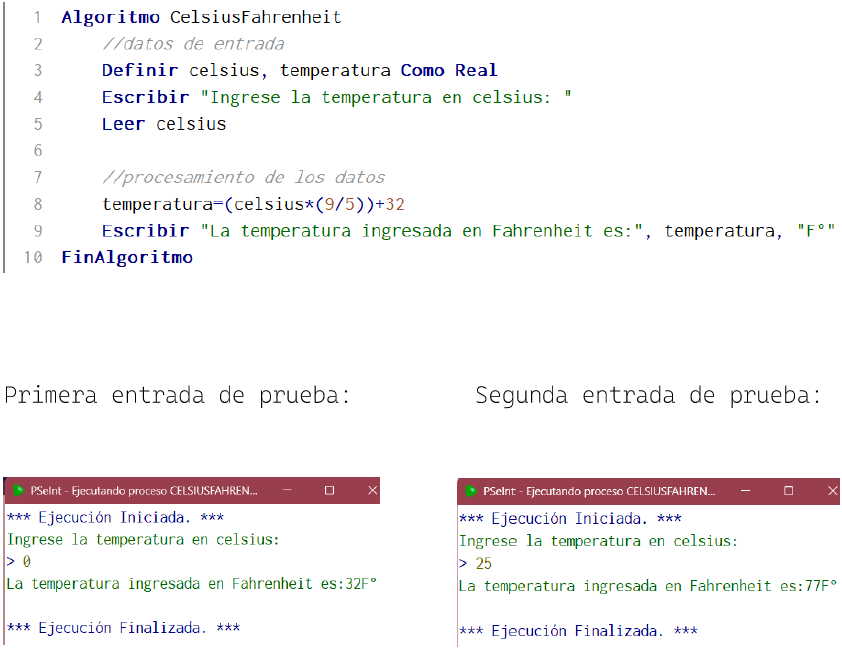 1 Algoritmo CelsiusFahrenheit
2 //datos de entrada
3 Definir celsius, temperatura Como Real
4 Escribir "Ingrese la temperatura en celsius: "
5 Leer celsius
6
7 //procesamiento de los datos
8 temperatura=(celsius*(9/5))+32
9 Escribir "La temperatura ingresada en Fahrenheit es:", temperatura, "F°"
10 FinAlgoritmo
Primera entrada de prueba:
Segunda entrada de prueba:
PSeInt - Ejecutando proceso CELSIUSFAHREN...
*** Ejecución Iniciada. ***
Ingrese la temperatura en celsius:
> 0
La temperatura ingresada en Fahrenheit es:32F°
*** Ejecución Finalizada. ***
PSeInt - Ejecutando proceso CELSIUSFAHREN...
*** Ejecución Iniciada. ***
Ingrese la temperatura en celsius:
> 25
La temperatura ingresada en Fahrenheit es:77F°
*** Ejecución Finalizada. ***